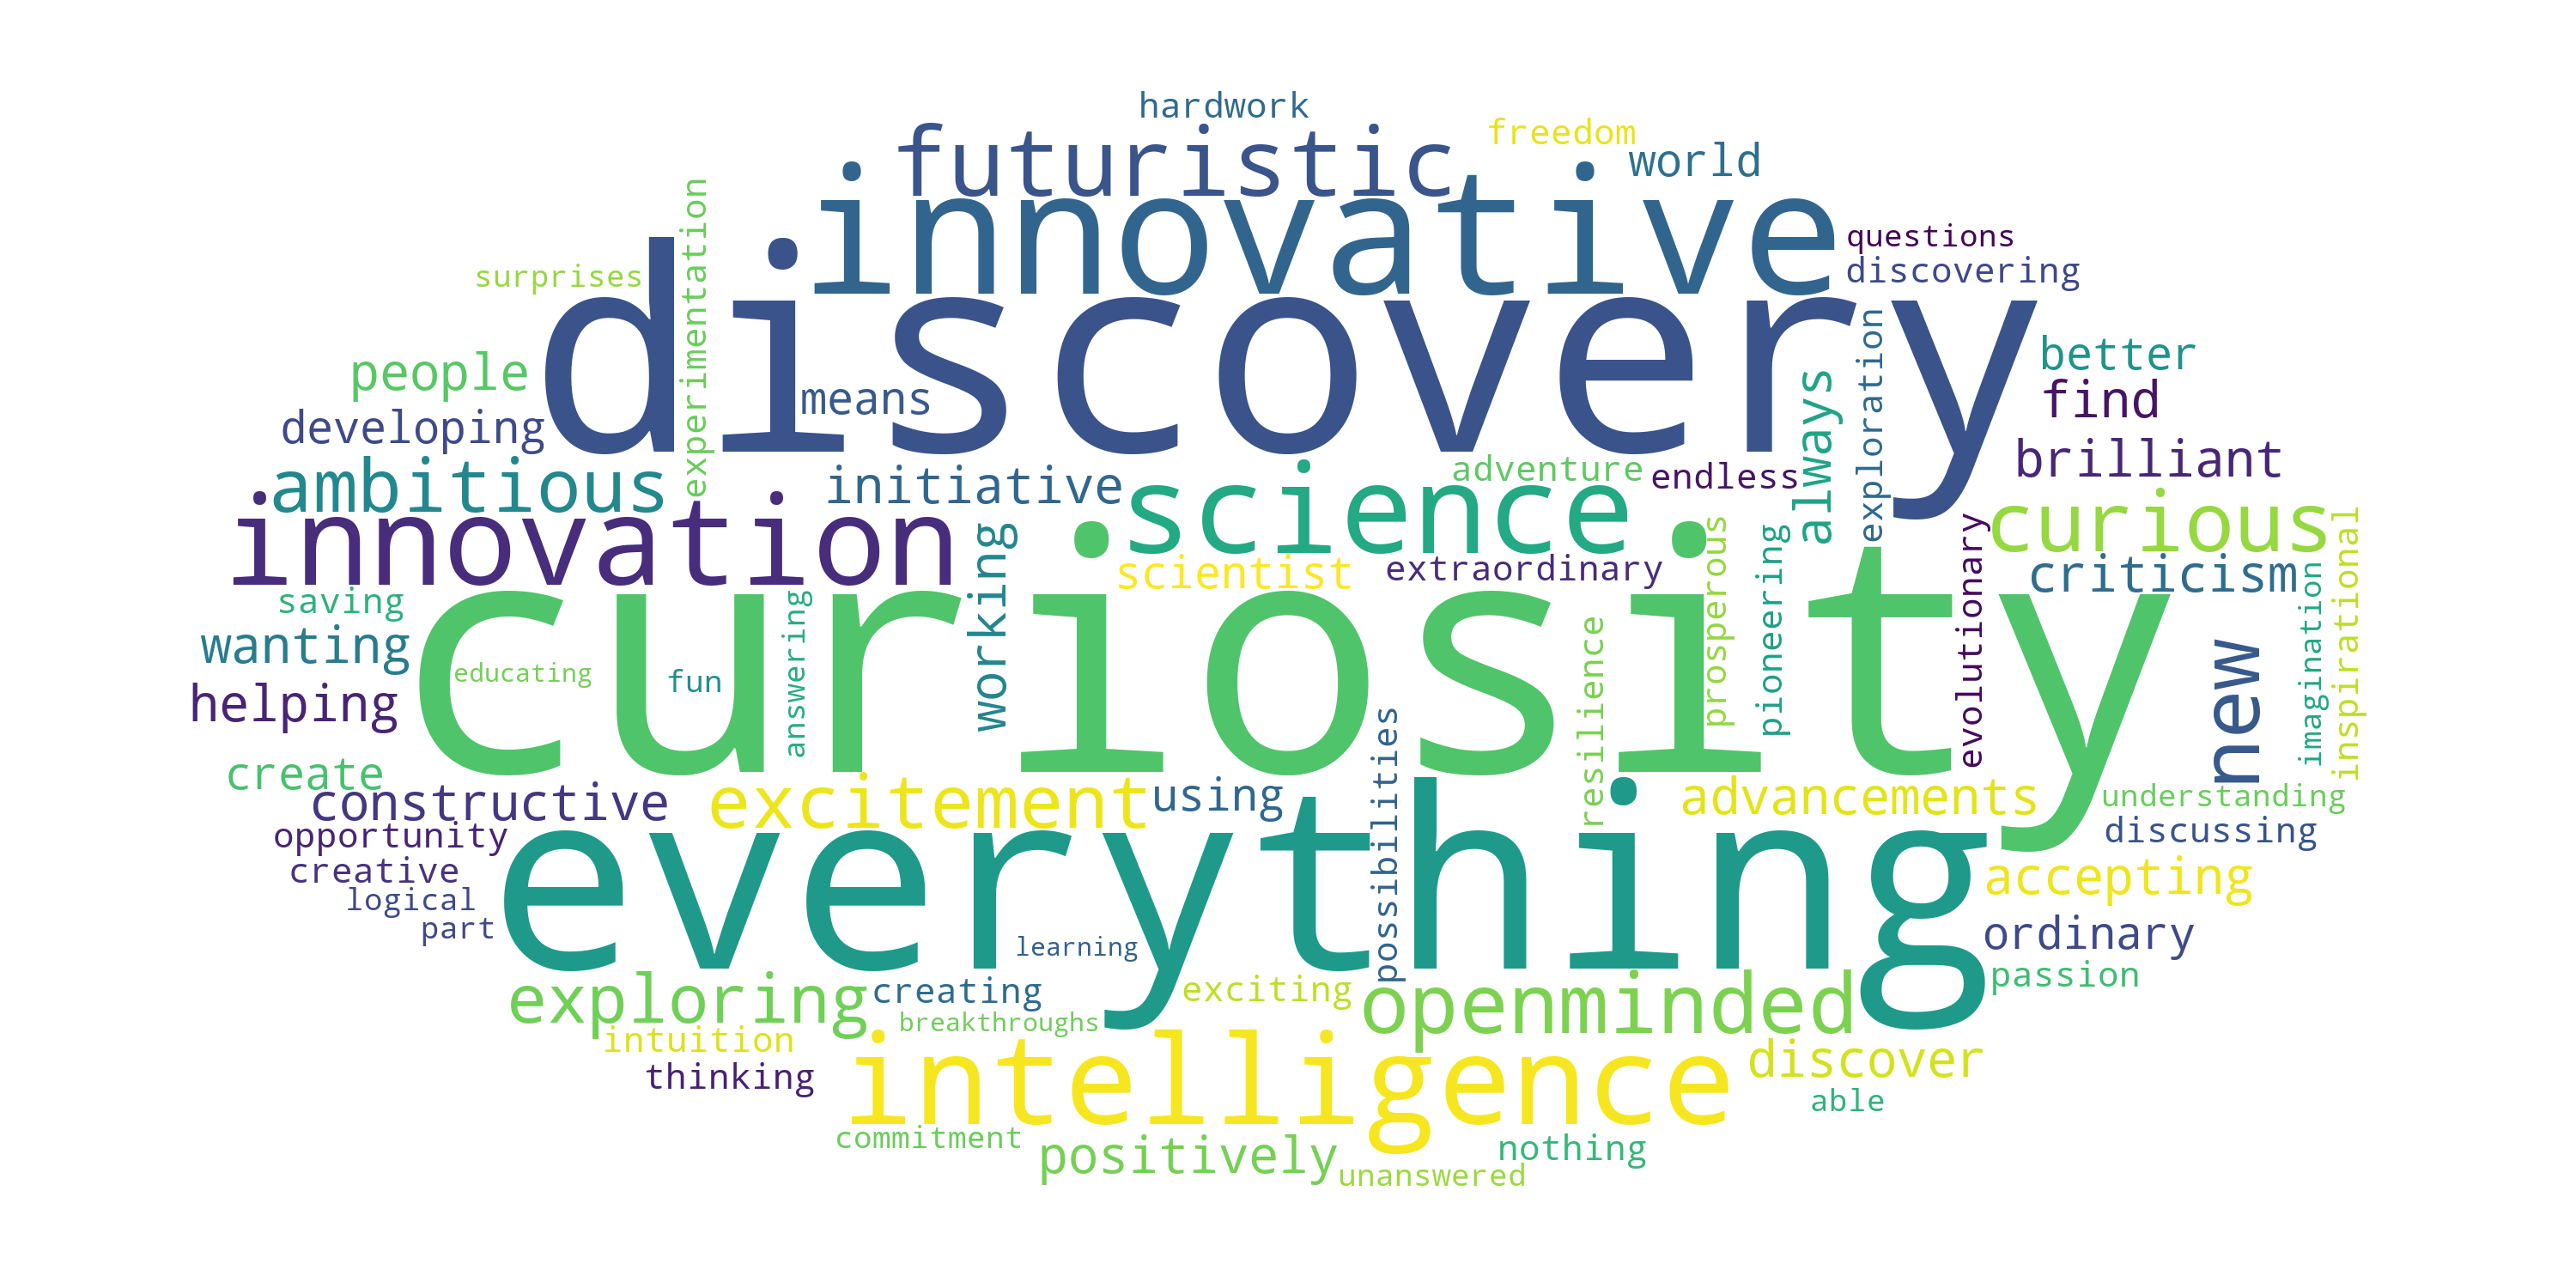 hardwork
futuristic
freedom
world
innovative
experimentation
questions
discovering
surprises
discovery
people
means
always
exploration
better
find
developing
brilliant
ambitious
initiative
science
adventure
endless
innovation
working
scientist
extraordinary
prosperous
pioneering
evolutionary
curious
criticism
inspirational
imagination
saving
answering
curiosity
wanting
educating
fun
resilience
new
helping
possibilities
create
constructive
excitement
using
advancements
understanding
opportunity
discussing
everything
creative
accepting
logical
part
learning
ordinary
exploring
creating
exciting
openminded
passion
breakthroughs
intuition
intelligence
discover
thinking
able
commitment
positively
nothing
unanswered